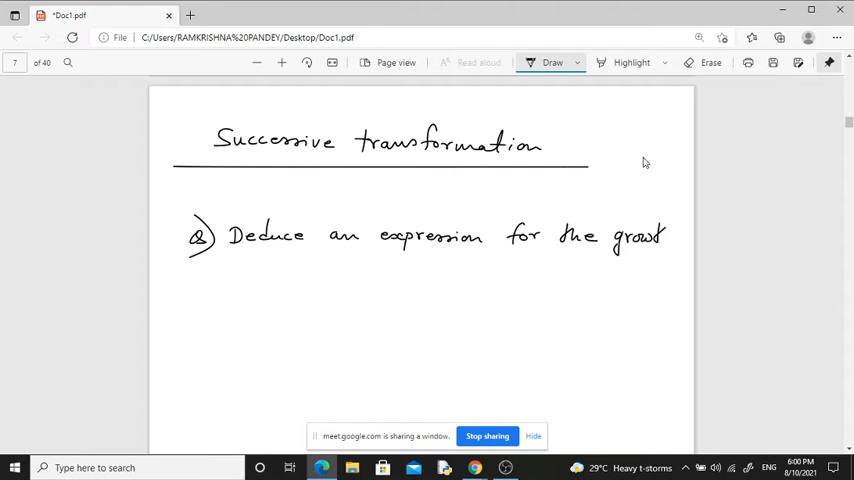 *Doc1.pdf
File C:/Users/RAMKRISHNA%20PANDEY/Desktop/Doc1.pdf
7 of 40 Page view Read aloud Draw Highlight Erase
Successive transformation
Q) Deduce an expression for the growt
meet.google.com is sharing a window. Stop sharing Hide
Type here to search 29°C Heavy t-storms ENG 6:00 PM
8/10/2021